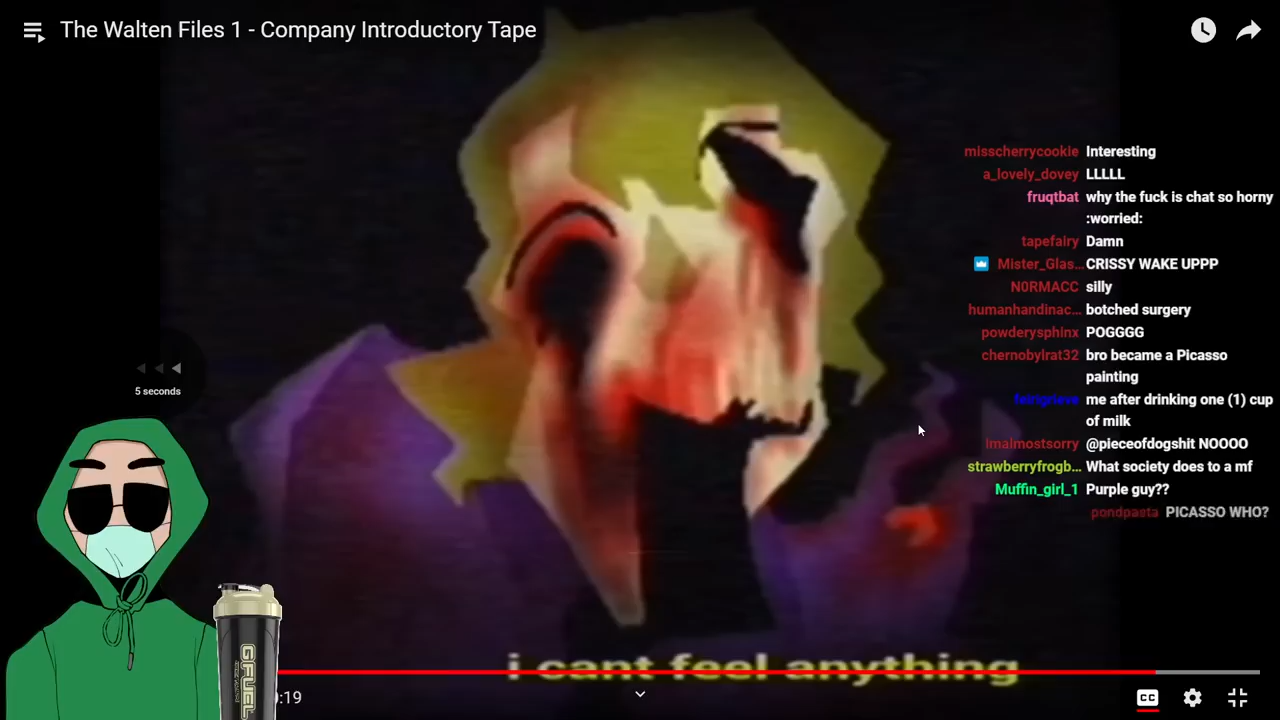 The Walten Files 1 - Company Introductory Tape
misscherrycookie Interesting
a_lovely_dovey LLLLL
fruqtbat why the fuck is chat so horny
:worried:
tapefairy Damn
Mister_Glas... CRISSY WAKE UPPP
N0RMACC silly
humanhandinac... botched surgery
powderysphinx POGGGG
chernobylrat32 bro became a Picasso
painting
feirigrieve me after drinking one (1) cup
of milk
imalmostsorry @pieceofdogshit NOOOO
strawberryfrogb... What society does to a mf
Muffin_girl_1 Purple guy??
pondpasta PICASSO WHO?
5 seconds
GFUEL
i cant feel anything
:19
CC